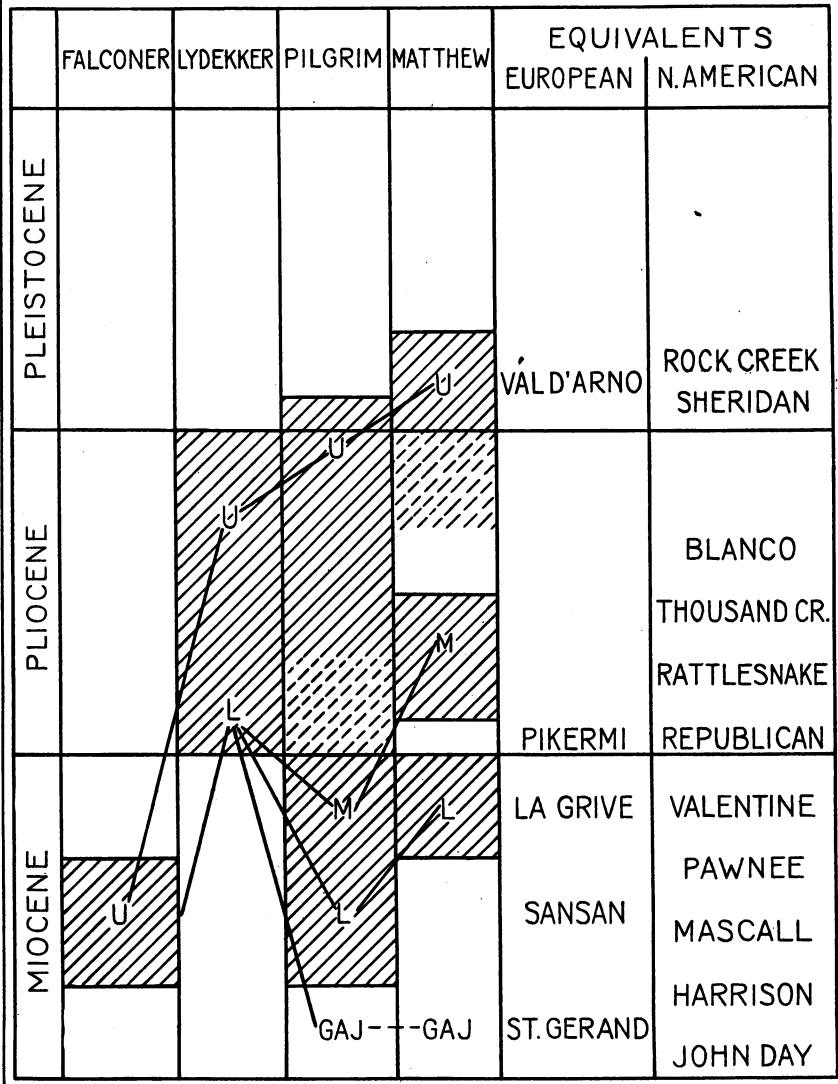 FALCONER LYDEKKER PILGRIM MATTHEW EQUIVALENTS
EUROPEAN N. AMERICAN
PLEISTOCENE
U VÁL D'ARNO ROCK CREEK
SHERIDAN
PLIOCENE
U
U
BLANCO
THOUSAND CR.
M
RATTLESNAKE
L
PIKERMI REPUBLICAN
MIOCENE
M L LA GRIVE VALENTINE
PAWNEE
U L SANSAN
MASCALL
HARRISON
GAJ----GAJ ST. GERAND
JOHN DAY